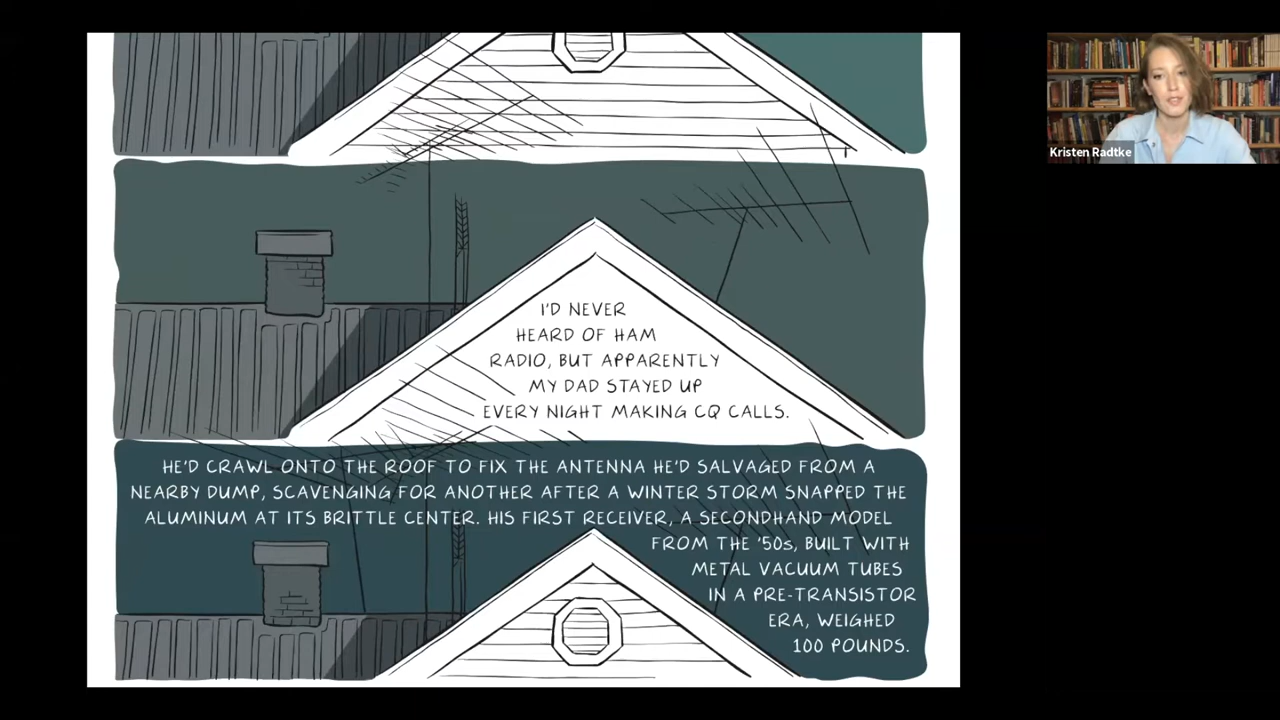 I'D NEVER
HEARD OF HAM
RADIO, BUT APPARENTLY
MY DAD STAYED UP
EVERY NIGHT MAKING CQ CALLS.
HE'D CRAWL ONTO THE ROOF TO FIX THE ANTENNA HE'D SALVAGED FROM A
NEARBY DUMP, SCAVENGING FOR ANOTHER AFTER A WINTER STORM SNAPPED THE
ALUMINUM AT ITS BRITTLE CENTER. HIS FIRST RECEIVER, A SECONDHAND MODEL
FROM THE '50s, BUILT WITH
METAL VACUUM TUBES
IN A PRE-TRANSISTOR
ERA, WEIGHED
100 POUNDS.
Kristen Radtke